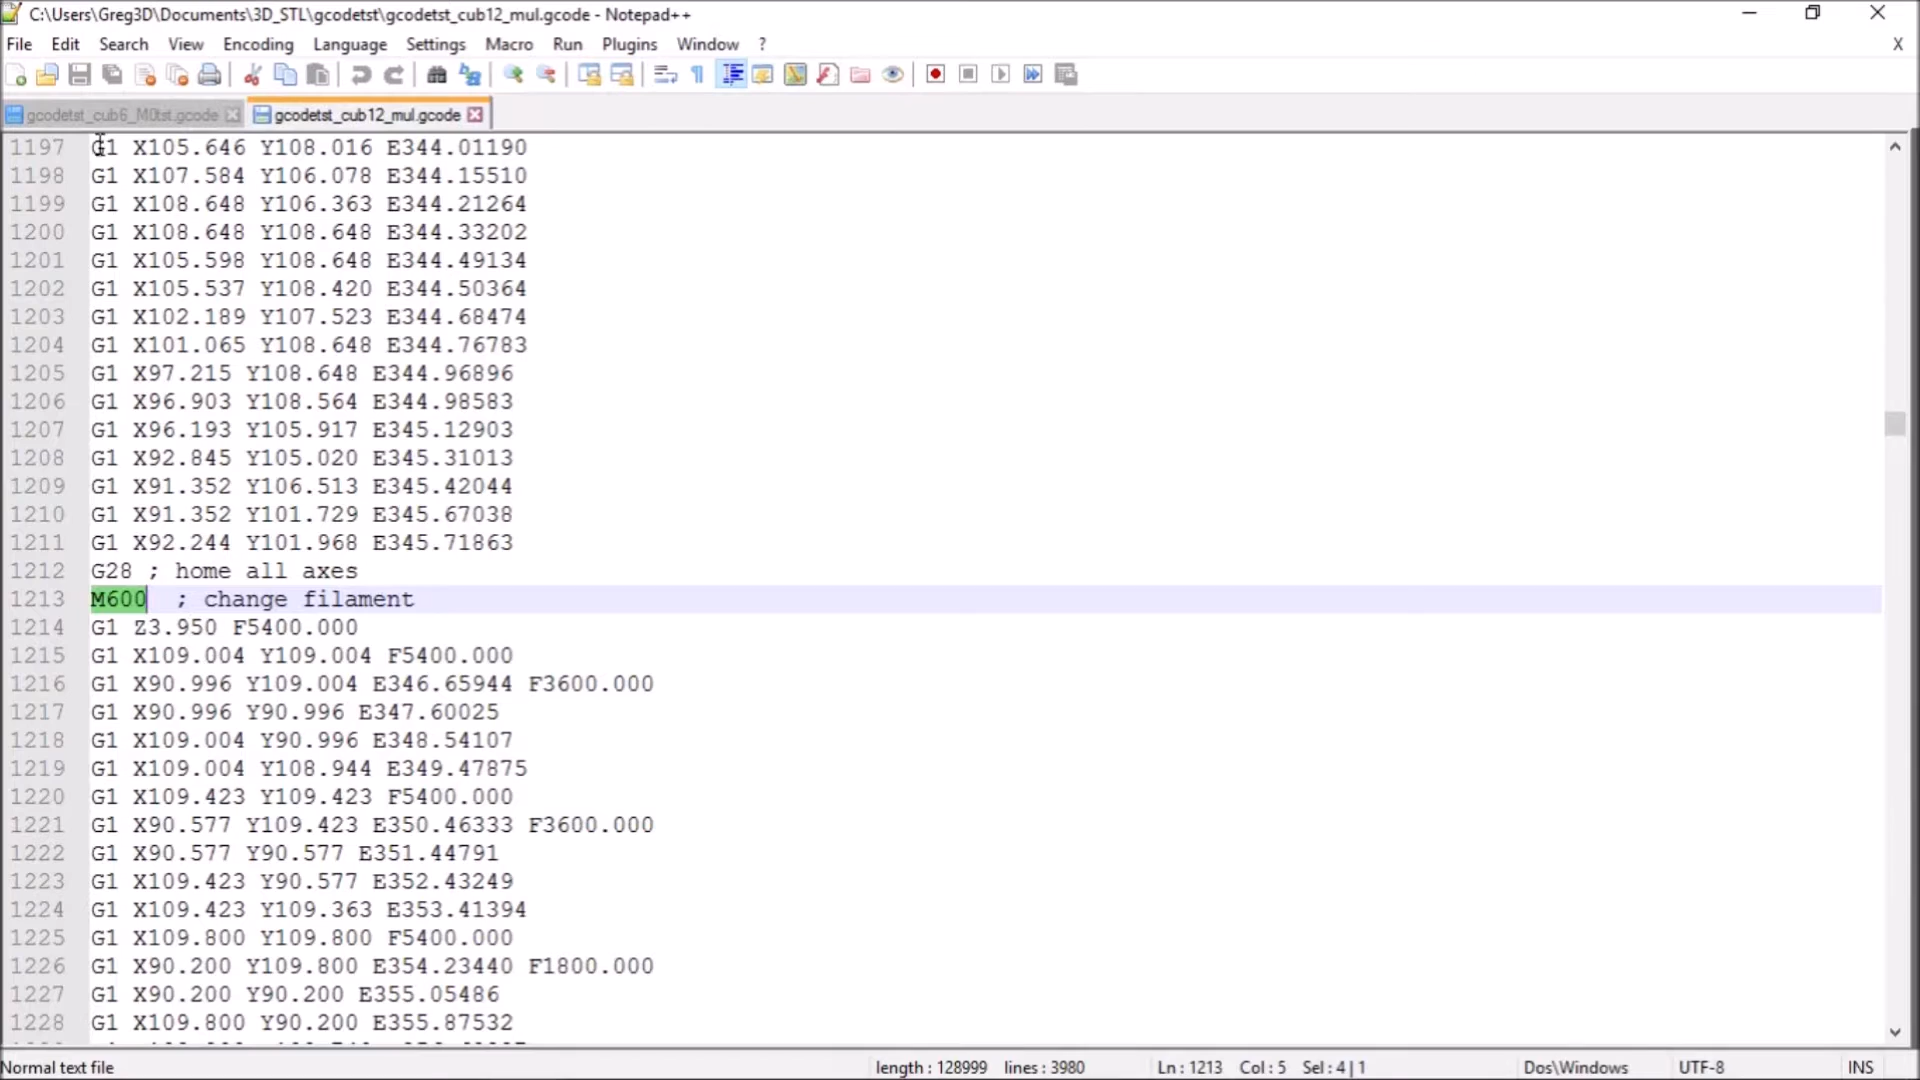 C:\Users\Greg3D\Documents\3D_STL\gcodetst\gcodetst_cub12_mul.gcode - Notepad++
File Edit Search View Encoding Language Settings Macro Run Plugins Window ? X
gcodetst_cub6_M0tst.gcode gcodetst_cub12_mul.gcode
1197 G1 X105.646 Y108.016 E344.01190
1198 G1 X107.584 Y106.078 E344.15510
1199 G1 X108.648 Y106.363 E344.21264
1200 G1 X108.648 Y108.648 E344.33202
1201 G1 X105.598 Y108.648 E344.49134
1202 G1 X105.537 Y108.420 E344.50364
1203 G1 X102.189 Y107.523 E344.68474
1204 G1 X101.065 Y108.648 E344.76783
1205 G1 X97.215 Y108.648 E344.96896
1206 G1 X96.903 Y108.564 E344.98583
1207 G1 X96.193 Y105.917 E345.12903
1208 G1 X92.845 Y105.020 E345.31013
1209 G1 X91.352 Y106.513 E345.42044
1210 G1 X91.352 Y101.729 E345.67038
1211 G1 X92.244 Y101.968 E345.71863
1212 G28 ; home all axes
1213 M600  ; change filament
1214 G1 Z3.950 F5400.000
1215 G1 X109.004 Y109.004 F5400.000
1216 G1 X90.996 Y109.004 E346.65944 F3600.000
1217 G1 X90.996 Y90.996 E347.60025
1218 G1 X109.004 Y90.996 E348.54107
1219 G1 X109.004 Y108.944 E349.47875
1220 G1 X109.423 Y109.423 F5400.000
1221 G1 X90.577 Y109.423 E350.46333 F3600.000
1222 G1 X90.577 Y90.577 E351.44791
1223 G1 X109.423 Y90.577 E352.43249
1224 G1 X109.423 Y109.363 E353.41394
1225 G1 X109.800 Y109.800 F5400.000
1226 G1 X90.200 Y109.800 E354.23440 F1800.000
1227 G1 X90.200 Y90.200 E355.05486
1228 G1 X109.800 Y90.200 E355.87532
Normal text file length : 128999 lines : 3980 Ln : 1213 Col : 5 Sel : 4 | 1 Dos\Windows UTF-8 INS